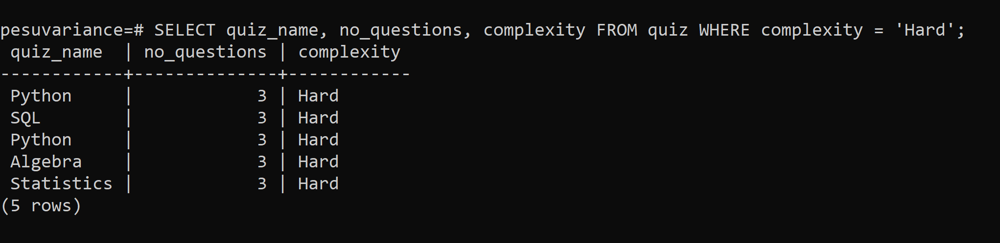 pesuvariance=# SELECT quiz_name, no_questions, complexity FROM quiz WHERE complexity = 'Hard';
 quiz_name  | no_questions | complexity
------------+--------------+------------
 Python     |            3 | Hard
 SQL        |            3 | Hard
 Python     |            3 | Hard
 Algebra    |            3 | Hard
 Statistics |            3 | Hard
(5 rows)